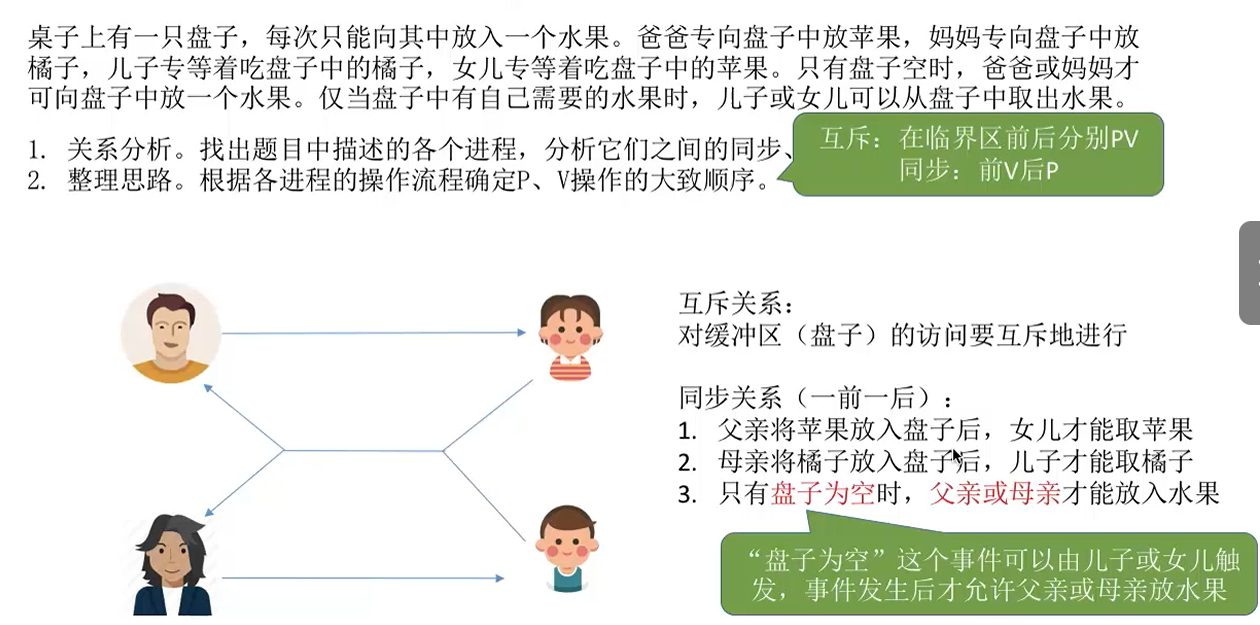 桌子上有一只盘子，每次只能向其中放入一个水果。爸爸专向盘子中放苹果，妈妈专向盘子中放
橘子，儿子专等着吃盘子中的橘子，女儿专等着吃盘子中的苹果。只有盘子空时，爸爸或妈妈才
可向盘子中放一个水果。仅当盘子中有自己需要的水果时，儿子或女儿可以从盘子中取出水果。
1. 关系分析。找出题目中描述的各个进程，分析它们之间的同步、
2. 整理思路。根据各进程的操作流程确定P、V操作的大致顺序。
互斥：在临界区前后分别PV
同步：前V后P
互斥关系：
对缓冲区（盘子）的访问要互斥地进行
同步关系（一前一后）：
1. 父亲将苹果放入盘子后，女儿才能取苹果
2. 母亲将橘子放入盘子后，儿子才能取橘子
3. 只有盘子为空时，父亲或母亲才能放入水果
“盘子为空”这个事件可以由儿子或女儿触
发，事件发生后才允许父亲或母亲放水果